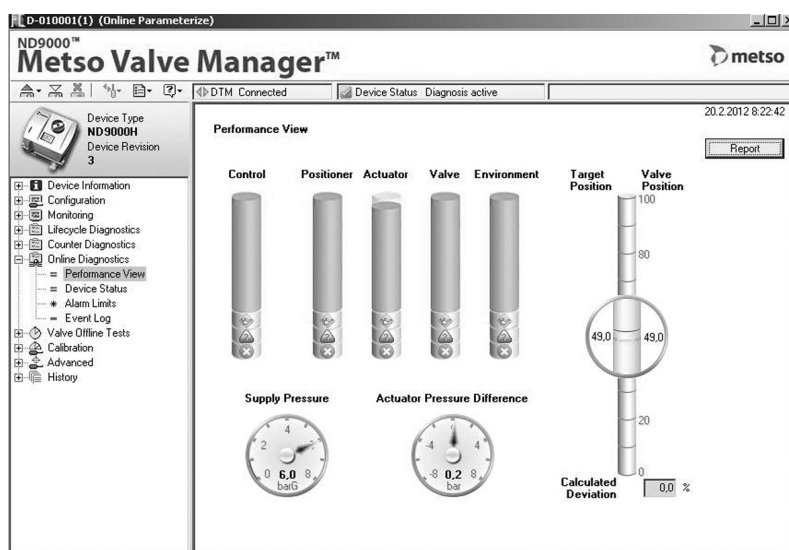 D-010001(1) (Online Parameterize)
ND9000™
Metso Valve Manager™
metso
DTM Connected
Device Status Diagnosis active
Device Type
ND9000H
Device Revision
3
Device Information
Configuration
Monitoring
Lifecycle Diagnostics
Counter Diagnostics
Online Diagnostics
Performance View
Device Status
Alarm Limits
Event Log
Valve Offline Tests
Calibration
Advanced
History
20.2.2012 8:22:42
Performance View
Report
Control Positioner Actuator Valve Environment
Target Position
Valve Position
100
80
49,0 49,0
20
0
Supply Pressure
2 4
0 6,0 8
barG
Actuator Pressure Difference
-4 4
-8 0,2 8
bar
Calculated Deviation
0,0 %